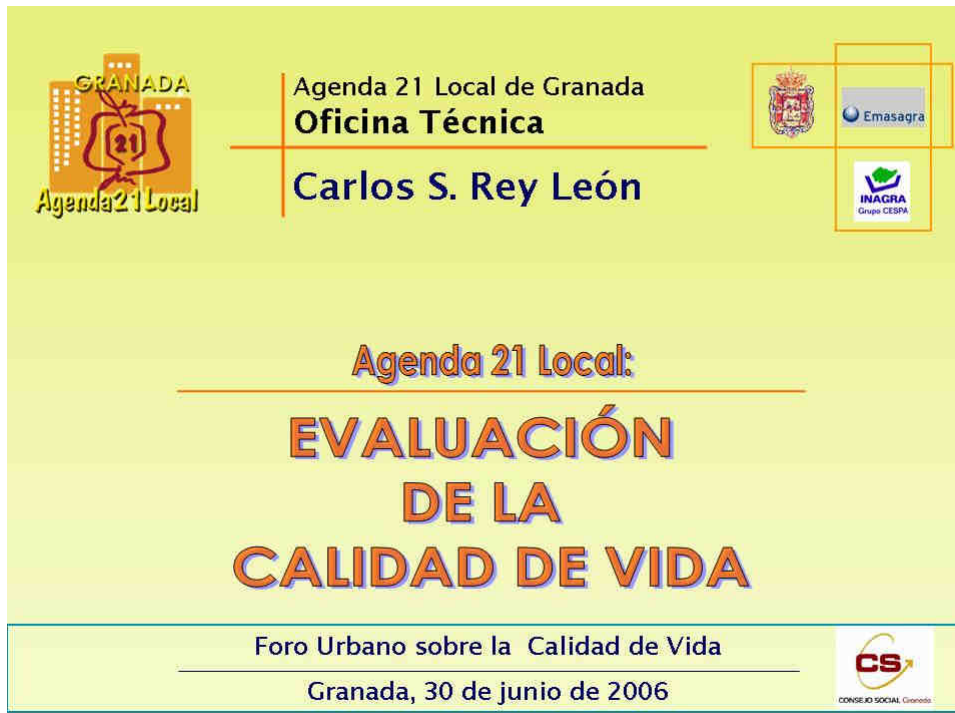 GRANADA
21
Agenda21Local
Agenda 21 Local de Granada
Oficina Técnica
Carlos S. Rey León
Emasagra
INAGRA
Grupo CESPA
Agenda 21 Local:
EVALUACIÓN
DE LA
CALIDAD DE VIDA
Foro Urbano sobre la Calidad de Vida
Granada, 30 de junio de 2006
CS
CONSEJO SOCIAL Granada